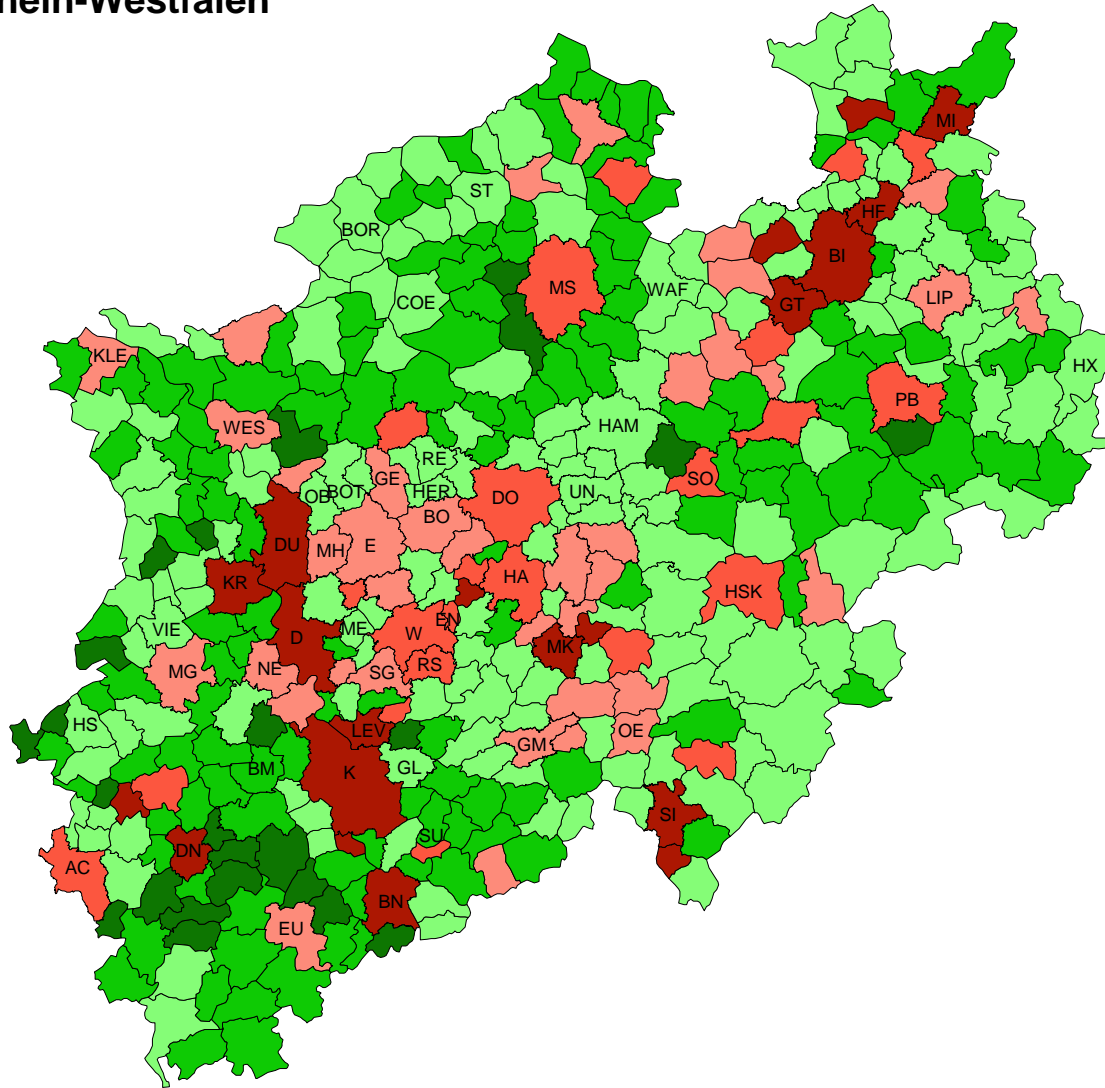 hein-Westfalen
MI
ST
HF
BOR
BI
MS
WAF
LIP
COE
GT
KLE
HX
PB
WES
HAM
RE
GE
SO
OB
BOT
HER
UN
DO
BO
DU
MH
E
KR
HA
HSK
EN
VIE
D
ME
W
MK
MG
NE
SG
RS
HS
LEV
GM
OE
BM
K
GL
SI
SU
DN
AC
BN
EU